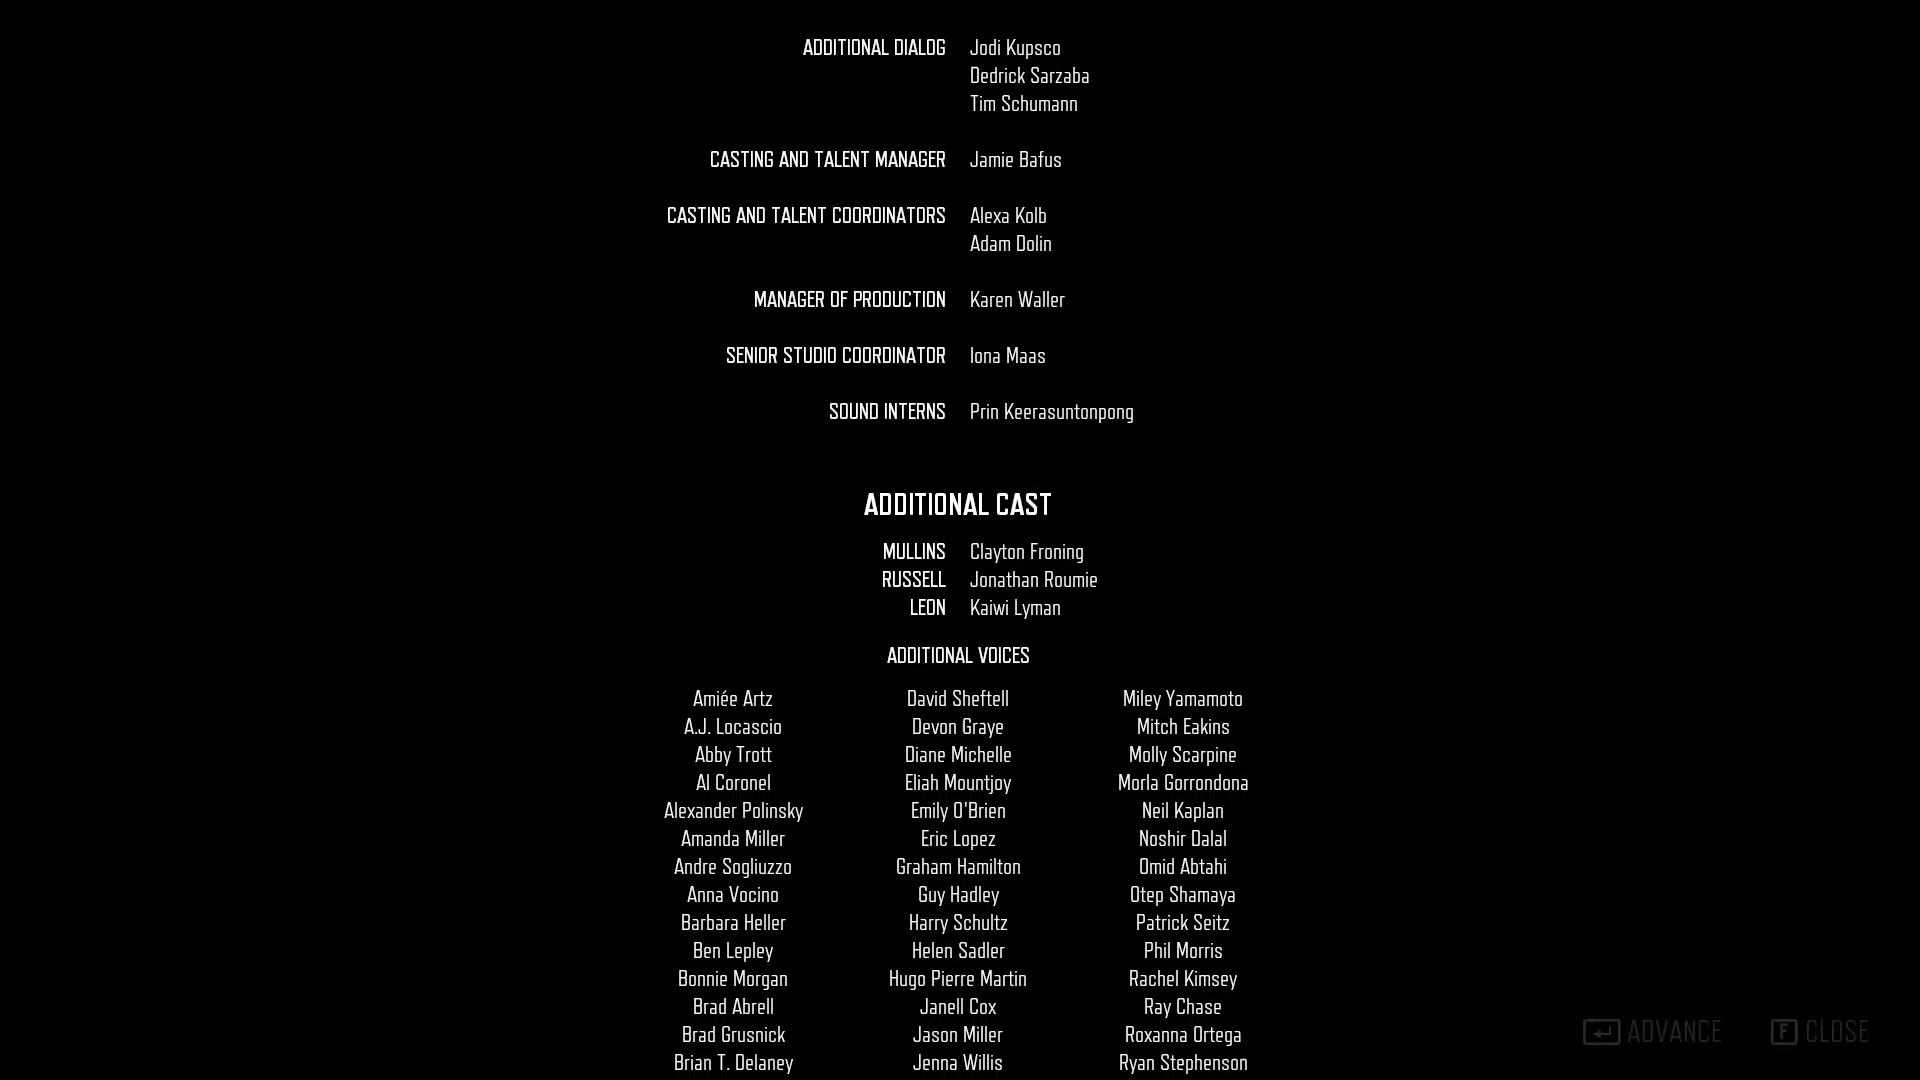 ADDITIONAL DIALOG Jodi Kupsco
Dedrick Sarzaba
Tim Schumann
CASTING AND TALENT MANAGER Jamie Bafus
CASTING AND TALENT COORDINATORS Alexa Kolb
Adam Dolin
MANAGER OF PRODUCTION Karen Waller
SENIOR STUDIO COORDINATOR Iona Maas
SOUND INTERNS Prin Keerasuntonpong
ADDITIONAL CAST
MULLINS Clayton Froning
RUSSELL Jonathan Roumie
LEON Kaiwi Lyman
ADDITIONAL VOICES
Amiée Artz David Sheftell Miley Yamamoto
A.J. Locascio Devon Graye Mitch Eakins
Abby Trott Diane Michelle Molly Scarpine
Al Coronel Eliah Mountjoy Morla Gorrondona
Alexander Polinsky Emily O'Brien Neil Kaplan
Amanda Miller Eric Lopez Noshir Dalal
Andre Sogliuzzo Graham Hamilton Omid Abtahi
Anna Vocino Guy Hadley Otep Shamaya
Barbara Heller Harry Schultz Patrick Seitz
Ben Lepley Helen Sadler Phil Morris
Bonnie Morgan Hugo Pierre Martin Rachel Kimsey
Brad Abrell Janell Cox Ray Chase
Brad Grusnick Jason Miller Roxanna Ortega
Brian T. Delaney Jenna Willis Ryan Stephenson
ADVANCE F CLOSE